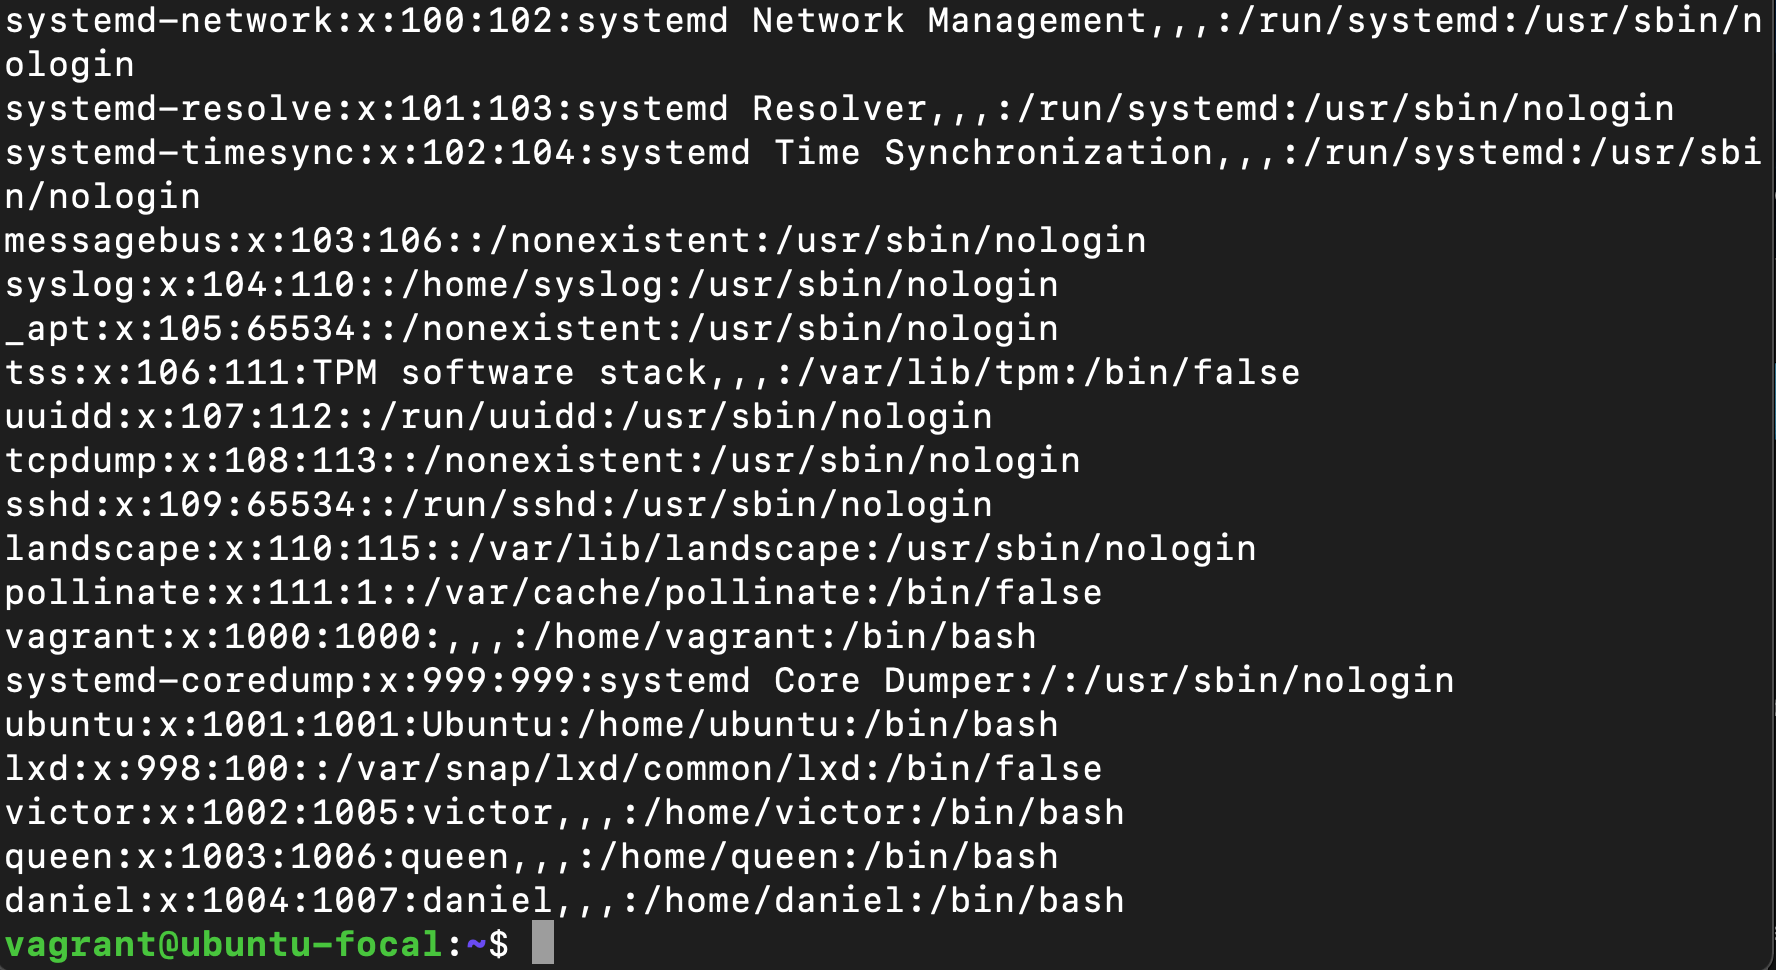 systemd-network:x:100:102:systemd Network Management,,,:/run/systemd:/usr/sbin/n
ologin
systemd-resolve:x:101:103:systemd Resolver,,,:/run/systemd:/usr/sbin/nologin
systemd-timesync:x:102:104:systemd Time Synchronization,,,:/run/systemd:/usr/sbi
n/nologin
messagebus:x:103:106::/nonexistent:/usr/sbin/nologin
syslog:x:104:110::/home/syslog:/usr/sbin/nologin
_apt:x:105:65534::/nonexistent:/usr/sbin/nologin
tss:x:106:111:TPM software stack,,,:/var/lib/tpm:/bin/false
uuidd:x:107:112::/run/uuidd:/usr/sbin/nologin
tcpdump:x:108:113::/nonexistent:/usr/sbin/nologin
sshd:x:109:65534::/run/sshd:/usr/sbin/nologin
landscape:x:110:115::/var/lib/landscape:/usr/sbin/nologin
pollinate:x:111:1::/var/cache/pollinate:/bin/false
vagrant:x:1000:1000:,,,:/home/vagrant:/bin/bash
systemd-coredump:x:999:999:systemd Core Dumper:/:/usr/sbin/nologin
ubuntu:x:1001:1001:Ubuntu:/home/ubuntu:/bin/bash
lxd:x:998:100::/var/snap/lxd/common/lxd:/bin/false
victor:x:1002:1005:victor,,,:/home/victor:/bin/bash
queen:x:1003:1006:queen,,,:/home/queen:/bin/bash
daniel:x:1004:1007:daniel,,,:/home/daniel:/bin/bash
vagrant@ubuntu-focal:~$